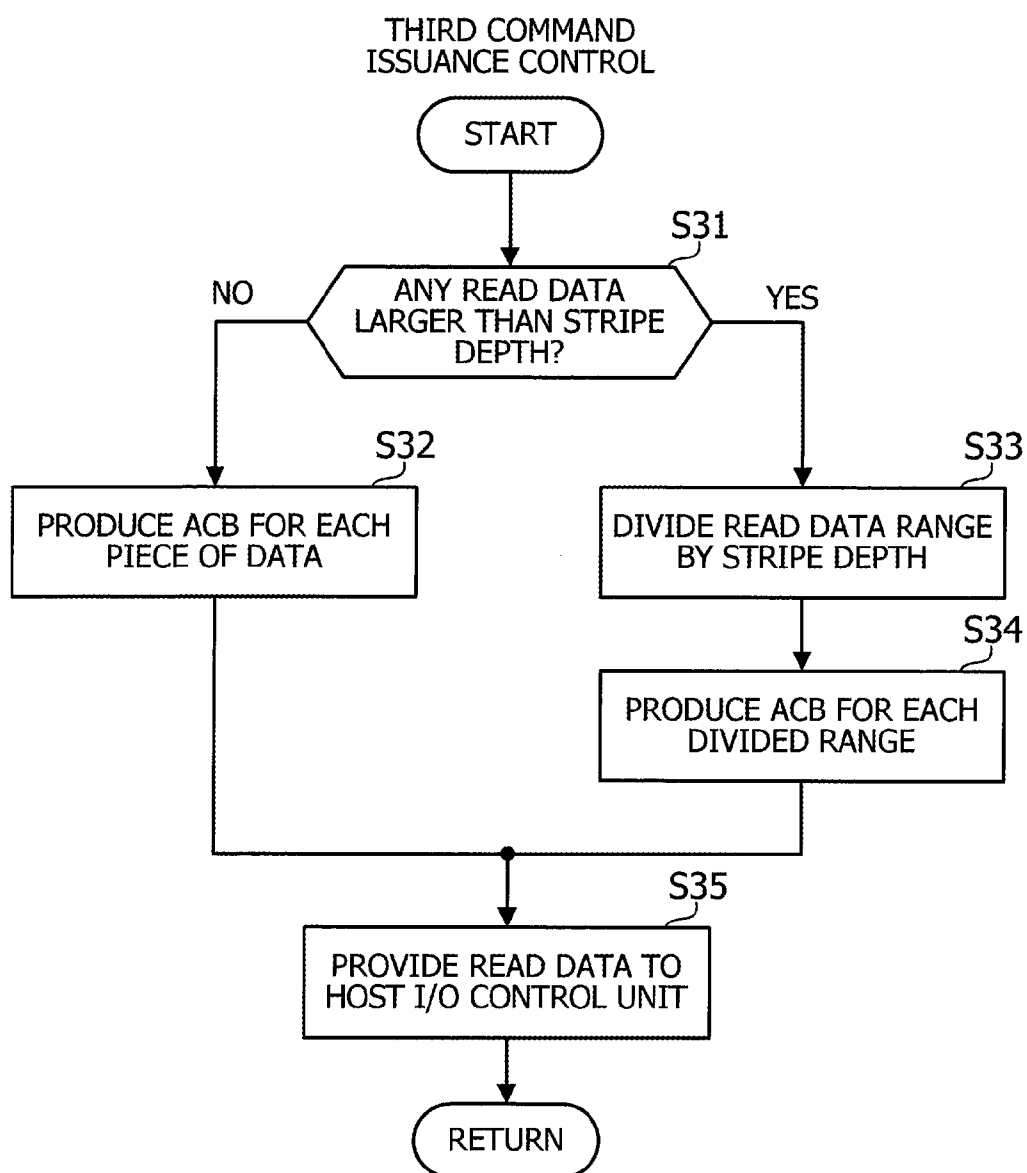 THIRD COMMAND
ISSUANCE CONTROL
START
S31
ANY READ DATA
LARGER THAN STRIPE
DEPTH?
NO
YES
S32
PRODUCE ACB FOR EACH
PIECE OF DATA
S33
DIVIDE READ DATA RANGE
BY STRIPE DEPTH
S34
PRODUCE ACB FOR EACH
DIVIDED RANGE
S35
PROVIDE READ DATA TO
HOST I/O CONTROL UNIT
RETURN